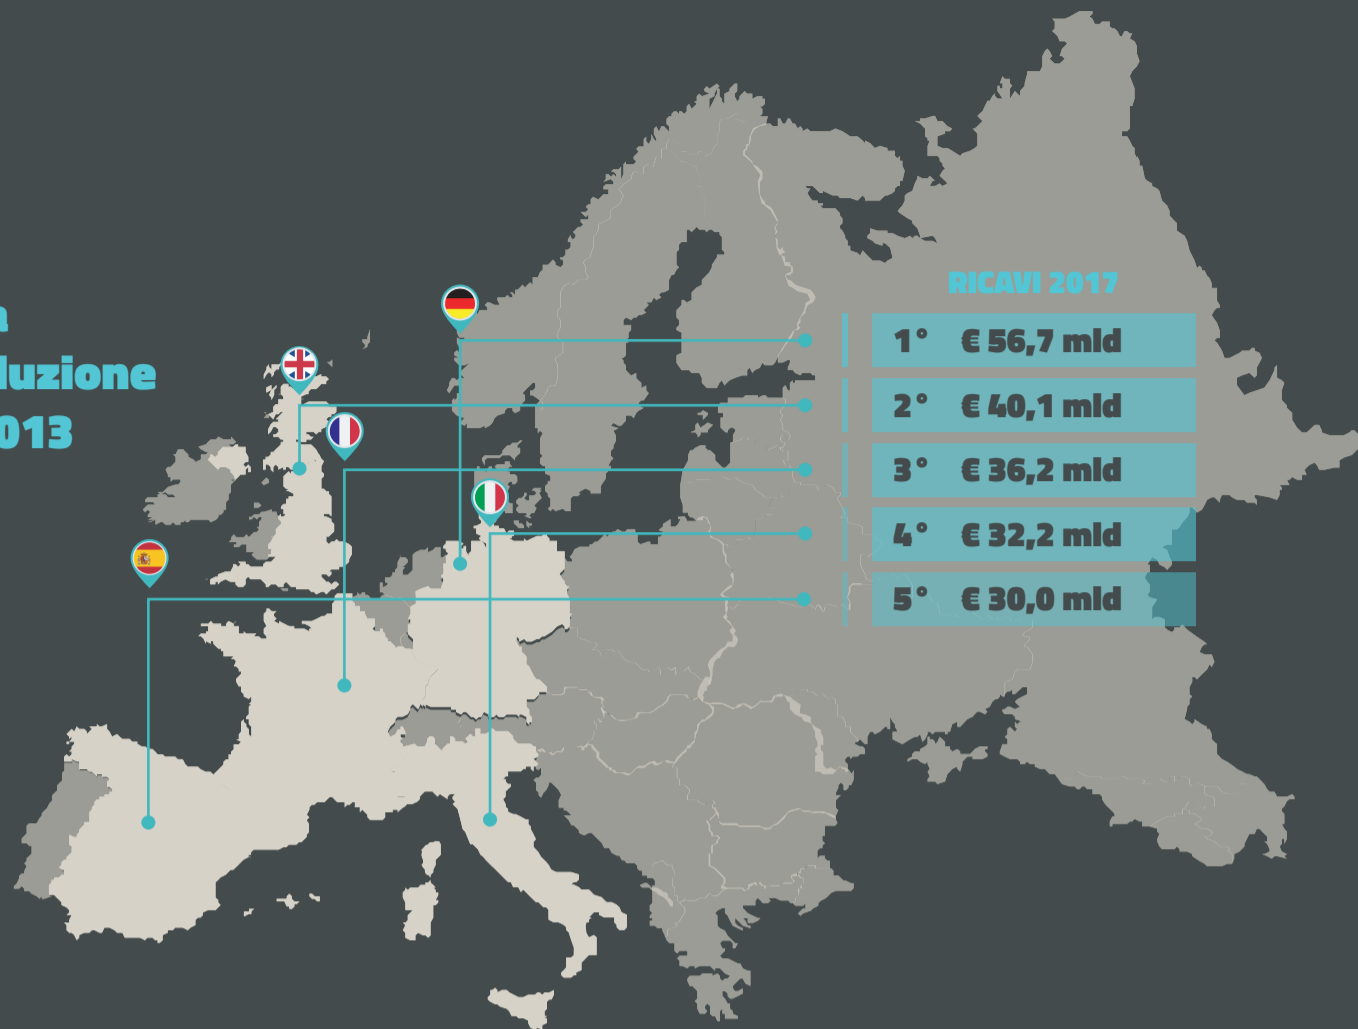 duzione
013
RICAVI 2017
1° € 56,7 mld
2° € 40,1 mld
3° € 36,2 mld
4° € 32,2 mld
5° € 30,0 mld